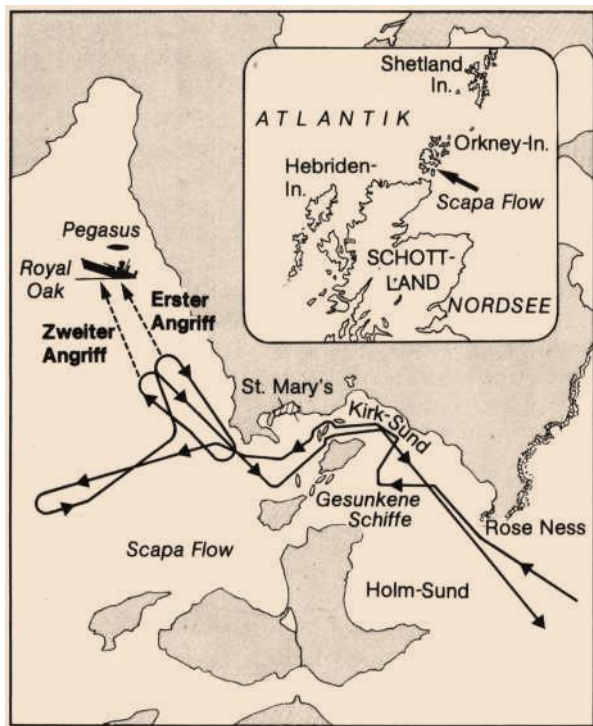 Shetland
In.
ATLANTIK
Orkney-In.
Hebriden-
In.
Scapa Flow
SCHOTT-
LAND
NORDSEE
Pegasus
Royal
Oak
Erster
Angriff
Zweiter
Angriff
St. Mary's
Kirk-Sund
Gesunkene
Schiffe
Rose Ness
Scapa Flow
Holm-Sund